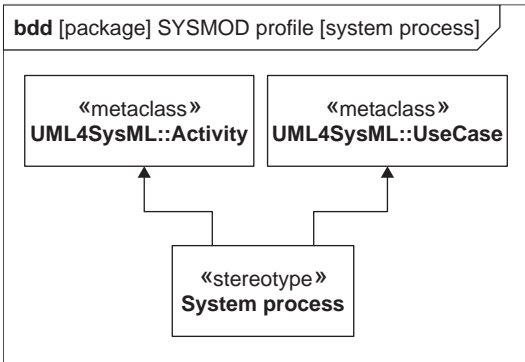 bdd [package] SYSMOD profile [system process]
«metaclass»
UML4SysML::Activity
«metaclass»
UML4SysML::UseCase
«stereotype»
System process